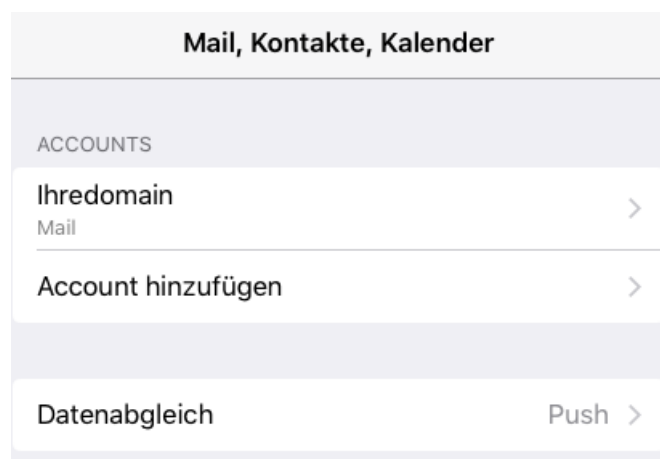 Mail, Kontakte, Kalender
ACCOUNTS
Ihredomain
Mail
Account hinzufügen
Datenabgleich Push